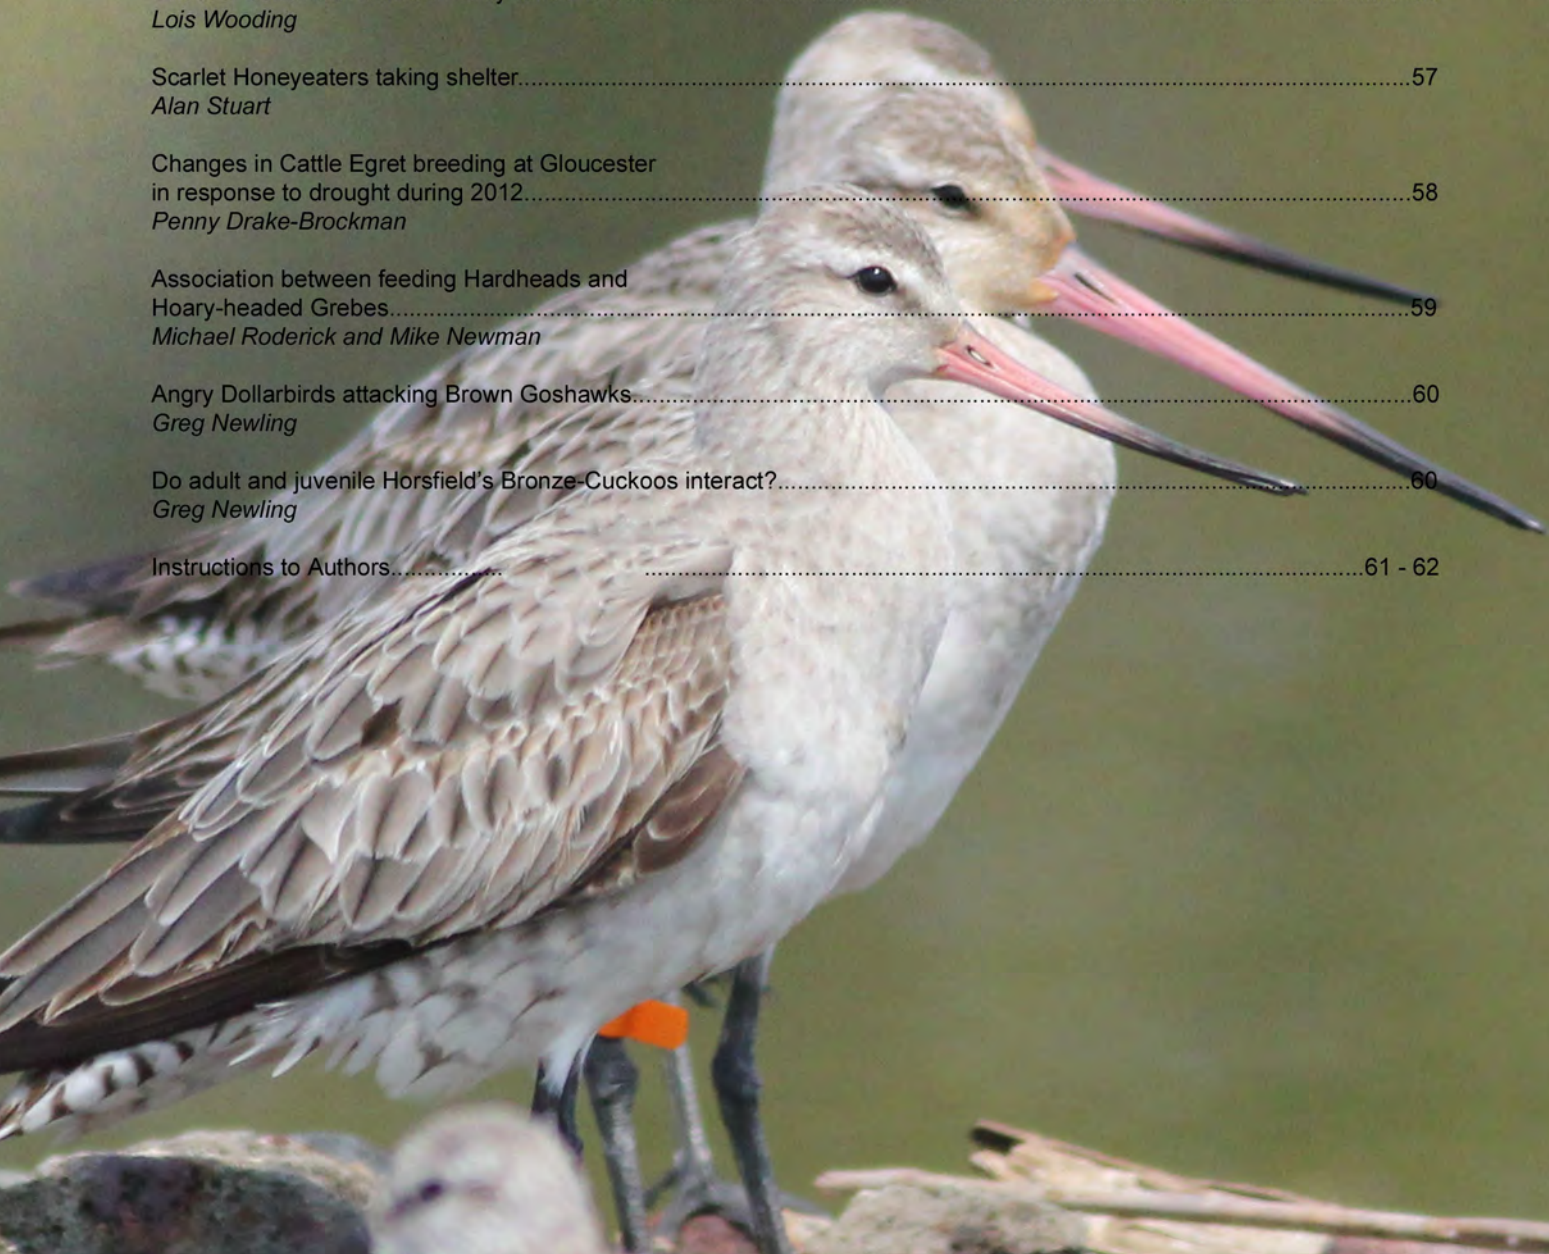 Lois Wooding
Scarlet Honeyeaters taking shelter..............................57
Alan Stuart
Changes in Cattle Egret breeding at Gloucester
in response to drought during 2012..............................58
Penny Drake-Brockman
Association between feeding Hardheads and
Hoary-headed Grebes..............................59
Michael Roderick and Mike Newman
Angry Dollarbirds attacking Brown Goshawks..............................60
Greg Newling
Do adult and juvenile Horsfield's Bronze-Cuckoos interact?..............................60
Greg Newling
Instructions to Authors..............................61 - 62